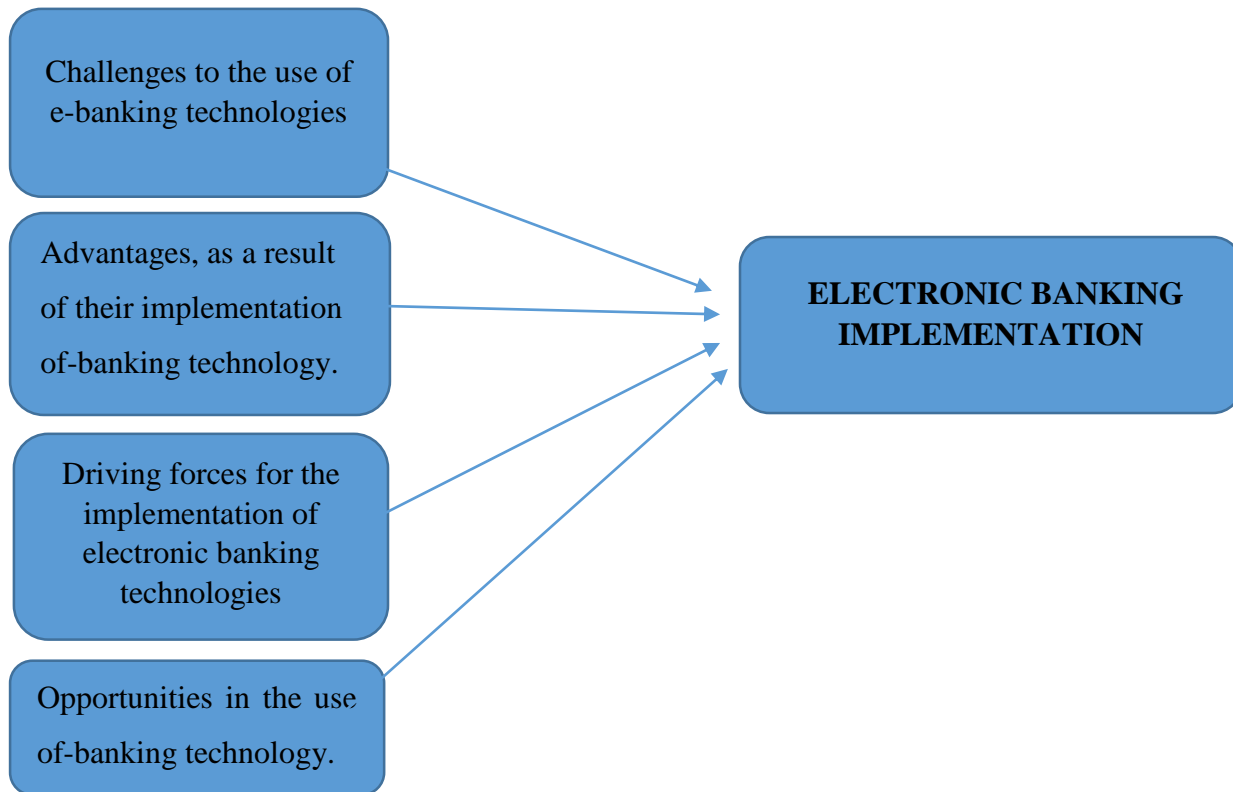 Challenges to the use of
e-banking technologies
Advantages, as a result
of their implementation
of-banking technology.
Driving forces for the
implementation of
electronic banking
technologies
Opportunities in the use
of-banking technology.
ELECTRONIC BANKING
IMPLEMENTATION